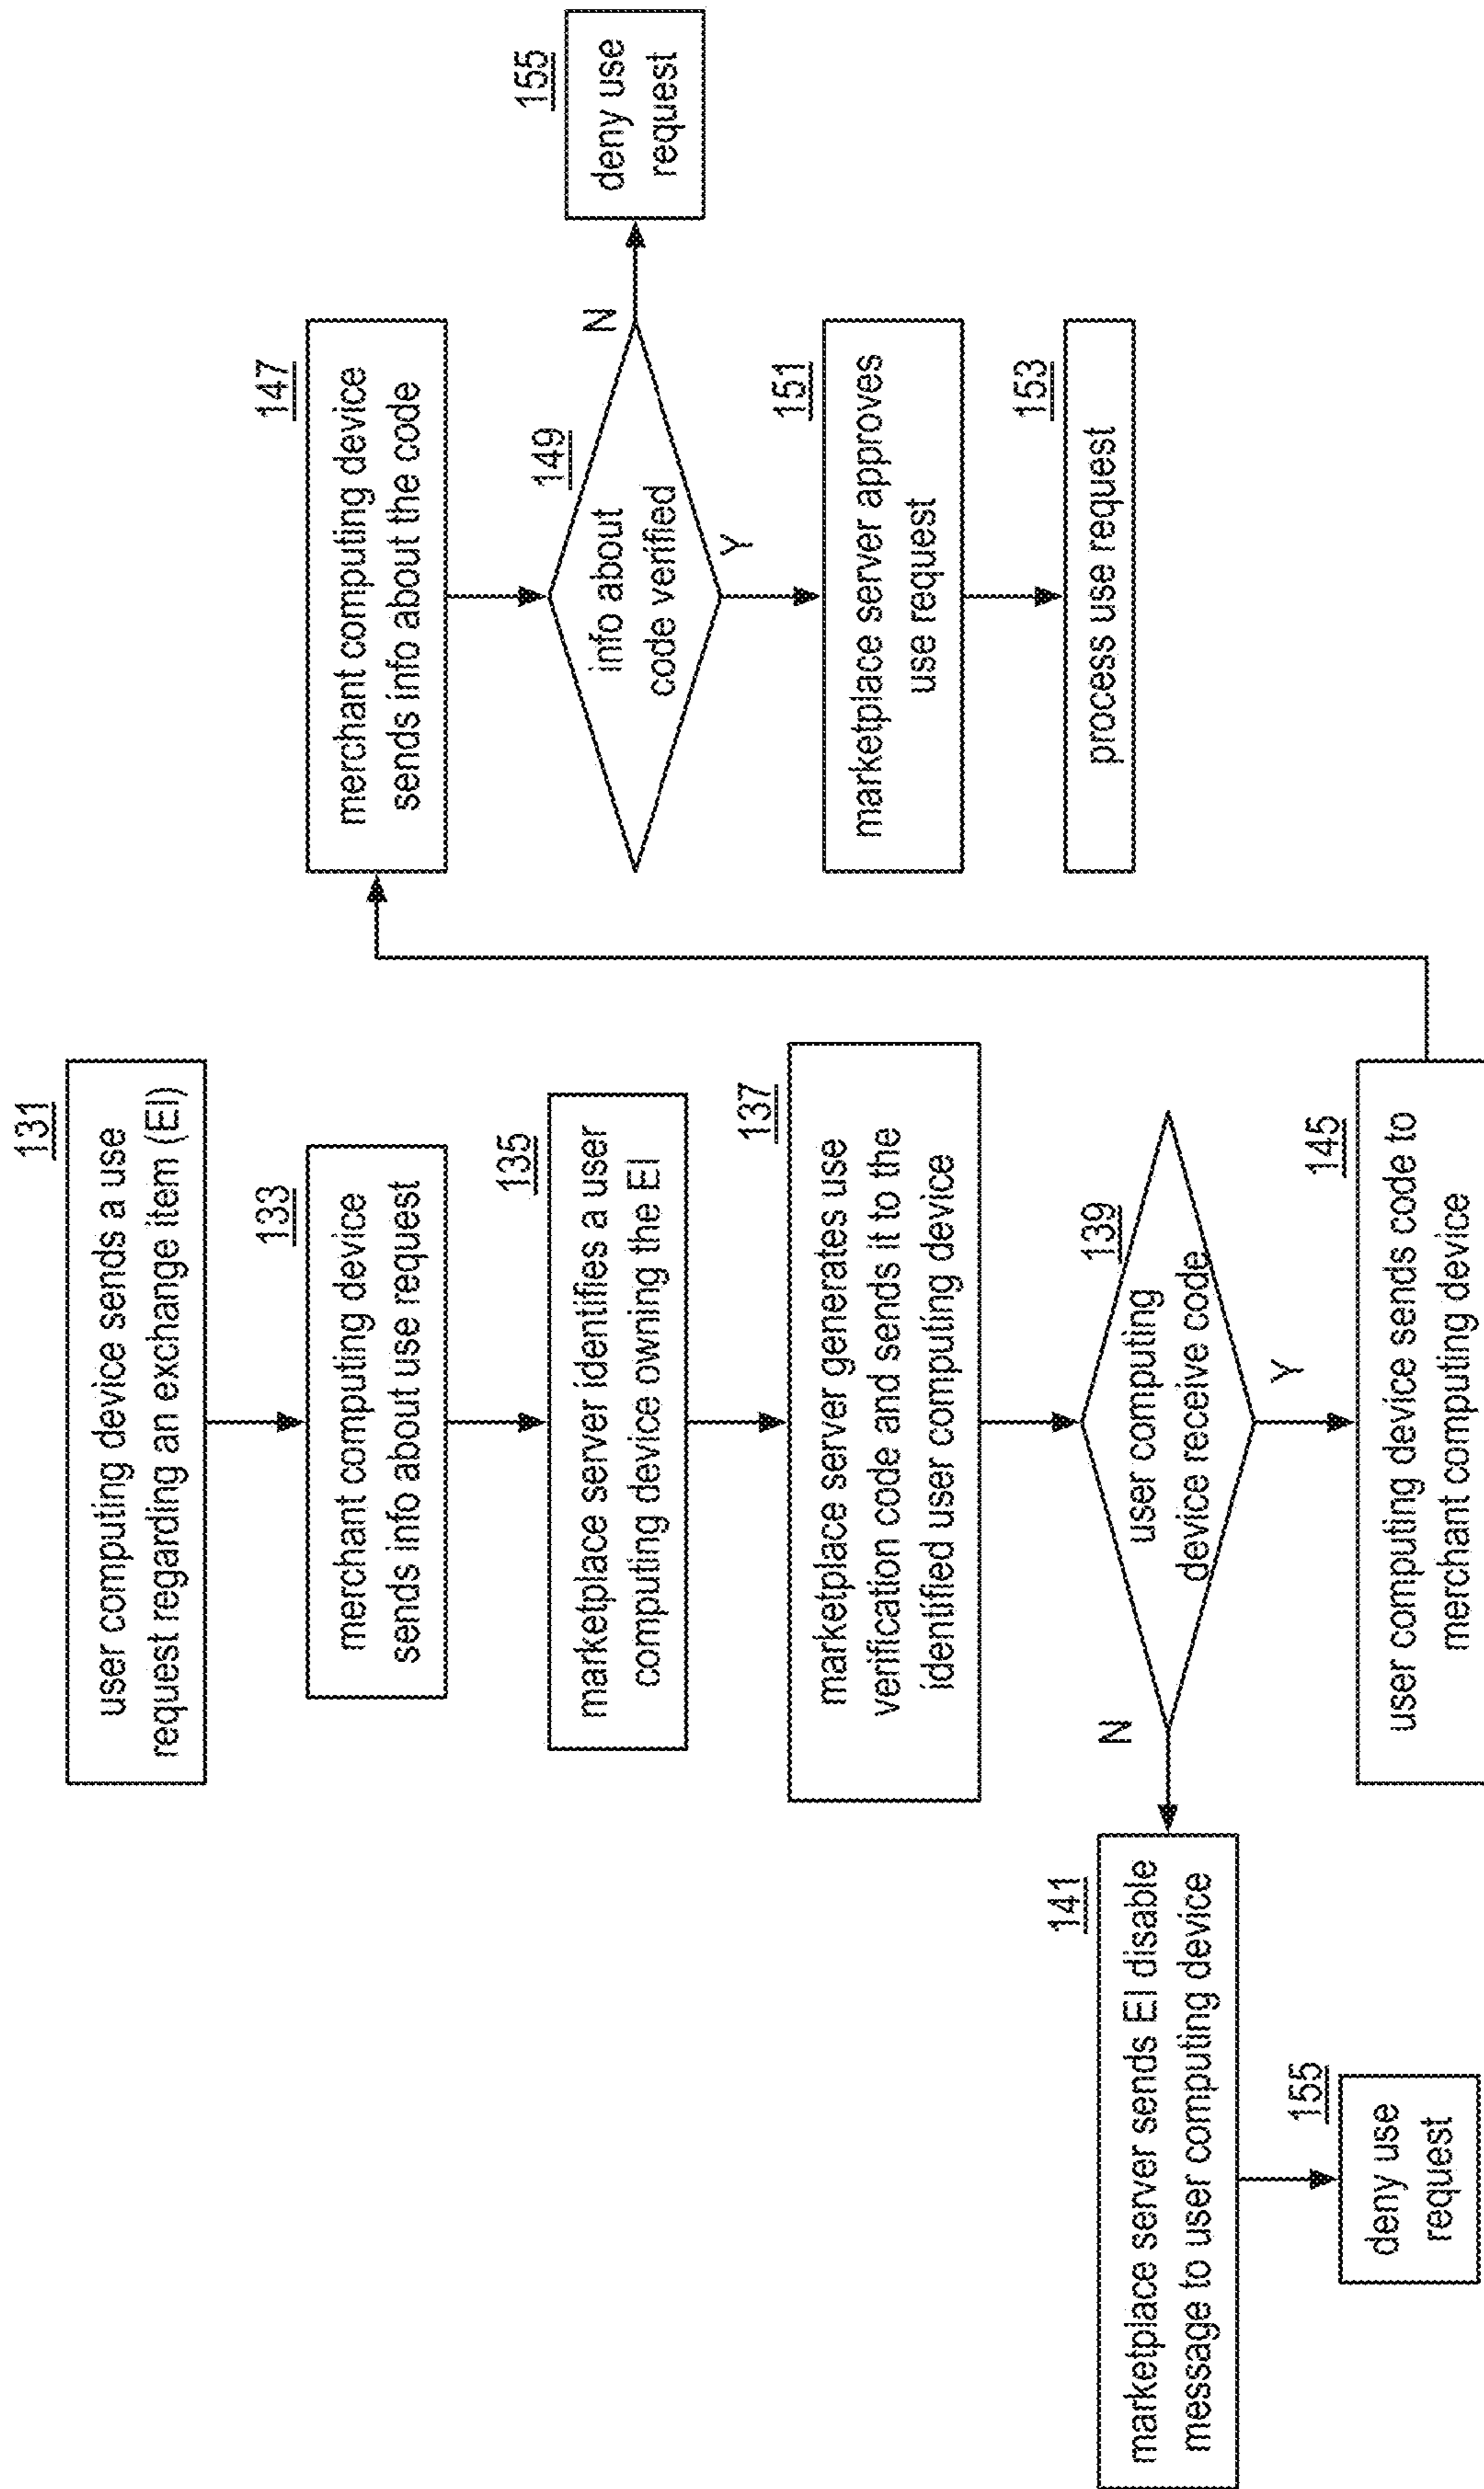 131
user computing device sends a use
request regarding an exchange item (EI)
133
merchant computing device
sends info about use request
135
marketplace server identifies a user
computing device owning the EI
137
marketplace server generates use
verification code and sends it to the
identified user computing device
139
user computing
device receive code
N
Y
141
marketplace server sends EI disable
message to user computing device
155
deny use
request
145
user computing device sends code to
merchant computing device
147
merchant computing device
sends info about the code
149
info about
code verified
N
Y
155
deny use
request
151
marketplace server approves
use request
153
process use request